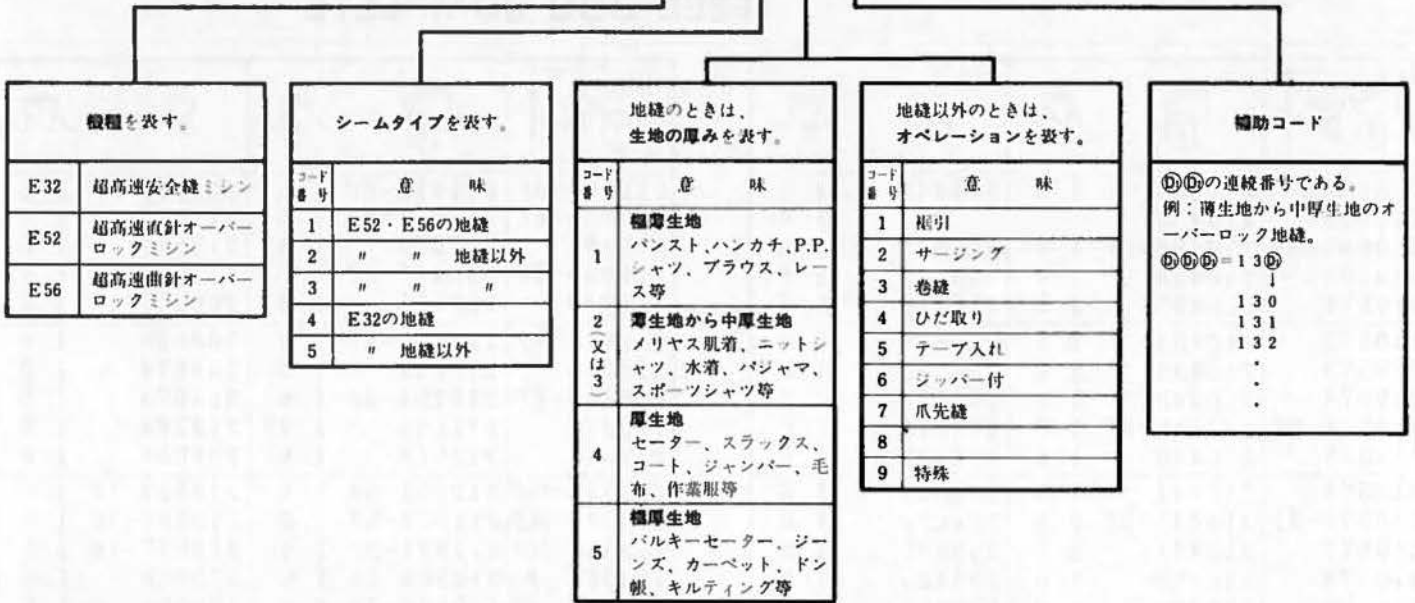 機種を表す。
E32 超高速安全縫ミシン
E52 超高速直針オーバー
ロックミシン
E56 超高速曲針オーバー
ロックミシン
シームタイプを表す。
コード
番号 意味
1 E52・E56の地縫
2 〃 〃 地縫以外
3 〃 〃 〃
4 E32の地縫
5 〃 地縫以外
地縫のときは、
生地の厚みを表す。
コード
番号 意味
1 極薄生地
パンスト、ハンカチ、P.P.
シャツ、ブラウス、レー
ス等
2(又は3) 薄生地から中厚生地
メリヤス肌着、ニットシ
ャツ、水着、パジャマ、
スポーツシャツ等
4 厚生地
セーター、スラックス、
コート、ジャンパー、毛
布、作業服等
5 極厚生地
バルキーセーター、ジー
ンズ、カーペット、ドン
帳、キルティング等
地縫以外のときは、
オペレーションを表す。
コード
番号 意味
1 裾引
2 サージング
3 巻縫
4 ひだ取り
5 テープ入れ
6 ジッパー付
7 爪先縫
8
9 特殊
補助コード
の連続番号である。
例：薄生地から中厚生地のオ
ーバーロック地縫。
=13
↓
130
131
132
・
・
・